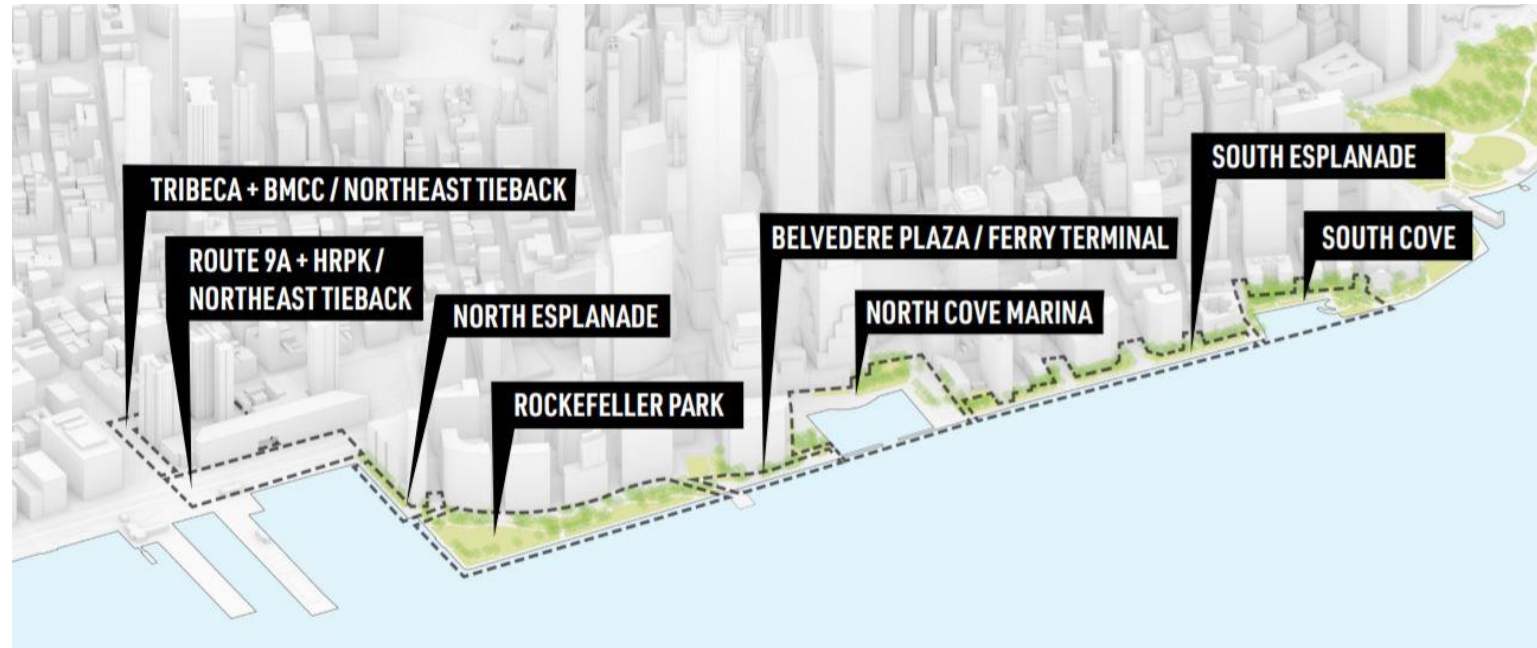 TRIBECA + BMCC / NORTHEAST TIEBACK
ROUTE 9A + HRPK /
NORTHEAST TIEBACK
NORTH ESPLANADE
ROCKEFELLER PARK
BELVEDERE PLAZA / FERRY TERMINAL
NORTH COVE MARINA
SOUTH ESPLANADE
SOUTH COVE